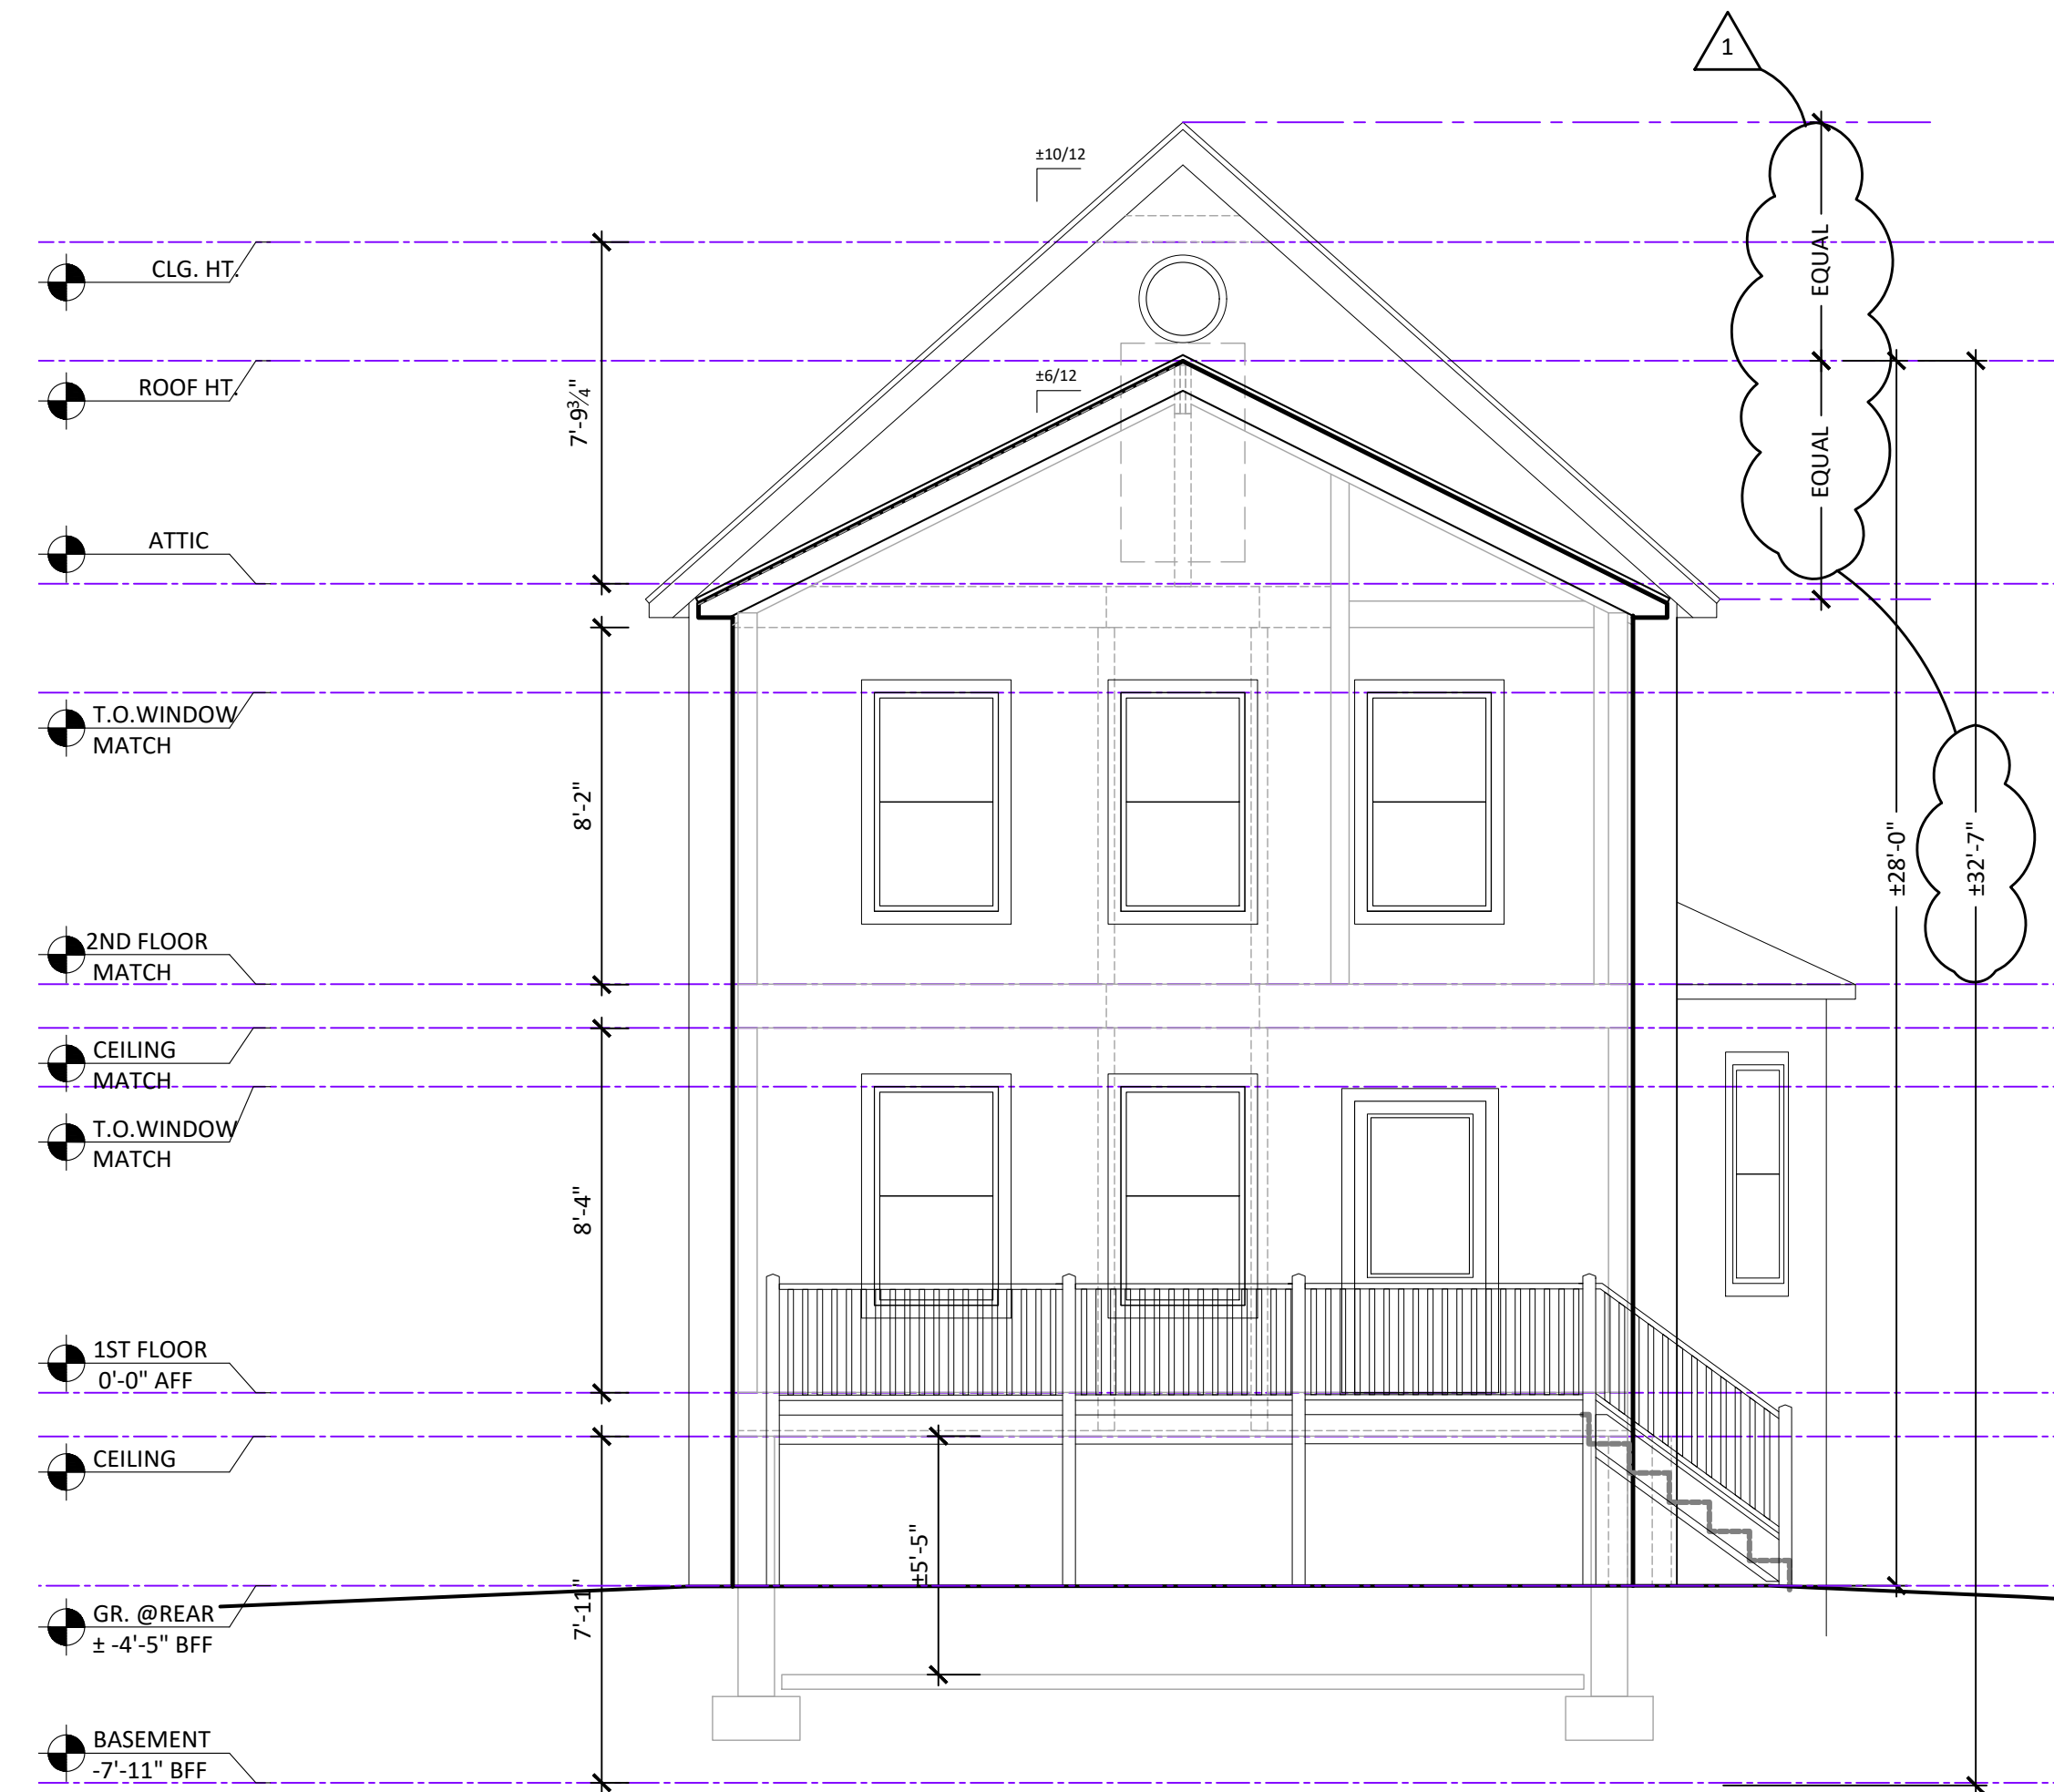 1
±10/12
CLG. HT.
EQUAL
ROOF HT.
±6/12
7'-9¾"
EQUAL
ATTIC
T.O.WINDOW
MATCH
8'-2"
±28'-0"
±32'-7"
2ND FLOOR
MATCH
CEILING
MATCH
T.O.WINDOW
MATCH
8'-4"
1ST FLOOR
0'-0" AFF
CEILING
±5'-5"
7'-11"
GR. @REAR
± -4'-5" BFF
BASEMENT
-7'-11" BFF